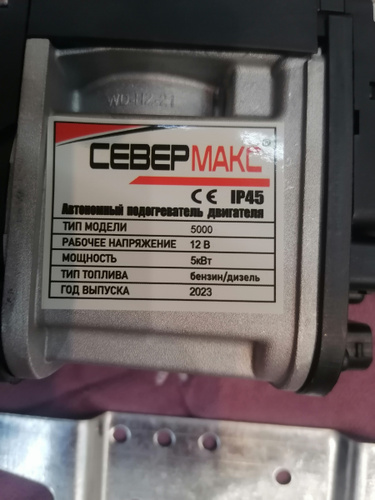 СЕВЕРМАКС®
CE IP45
Автономный подогреватель двигателя
ТИП МОДЕЛИ 5000
РАБОЧЕЕ НАПРЯЖЕНИЕ 12 В
МОЩНОСТЬ 5кВт
ТИП ТОПЛИВА бензин/дизель
ГОД ВЫПУСКА 2023